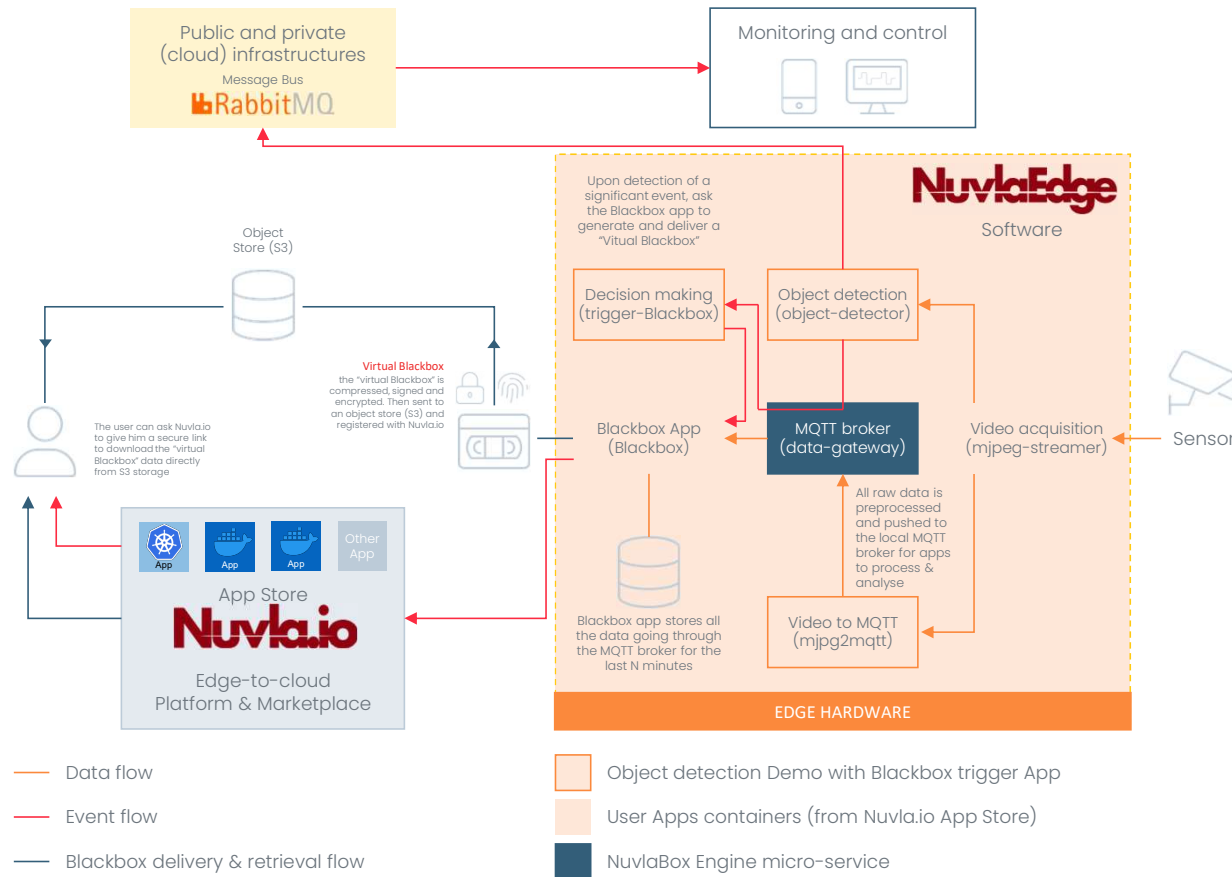 Public and private
(cloud) infrastructures
Message Bus
RabbitMQ
Monitoring and control
Upon detection of a
significant event, ask
the Blackbox app to
generate and deliver a
“Vitual Blackbox”
NuvlaEdge
Software
Object
Store (S3)
Decision making
(trigger-Blackbox)
Object detection
(object-detector)
Virtual Blackbox
the “virtual Blackbox” is
compressed, signed and
encrypted. Then sent to
an object store (S3) and
registered with Nuvla.io
The user can ask Nuvla.io
to give him a secure link
to download the “virtual
Blackbox” data directly
from S3 storage
Blackbox App
(Blackbox)
MQTT broker
(data-gateway)
Video acquisition
(mjpeg-streamer)
Sensor
All raw data is
preprocessed
and pushed to
the local MQTT
broker for apps
to process &
analyse
App
App
App
Other
App
App Store
Nuvla.io
Edge-to-cloud
Platform & Marketplace
Blackbox app stores all
the data going through
the MQTT broker for the
last N minutes
Video to MQTT
(mjpg2mqtt)
EDGE HARDWARE
Data flow
Event flow
Blackbox delivery & retrieval flow
Object detection Demo with Blackbox trigger App
User Apps containers (from Nuvla.io App Store)
NuvlaBox Engine micro-service